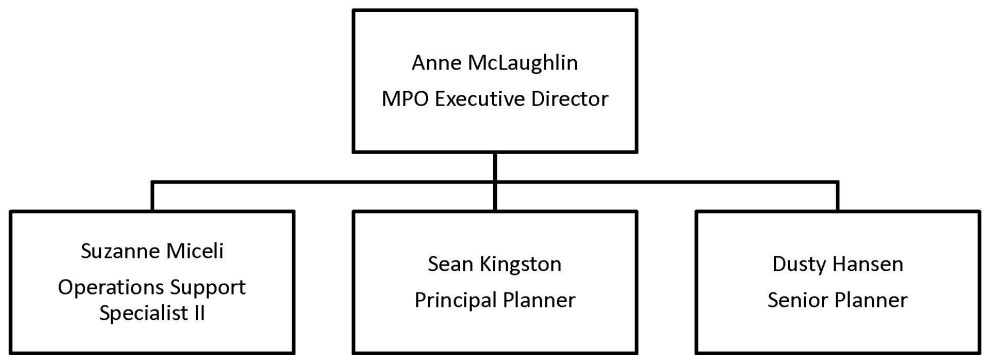 Anne McLaughlin
MPO Executive Director
Suzanne Miceli
Operations Support
Specialist II
Sean Kingston
Principal Planner
Dusty Hansen
Senior Planner